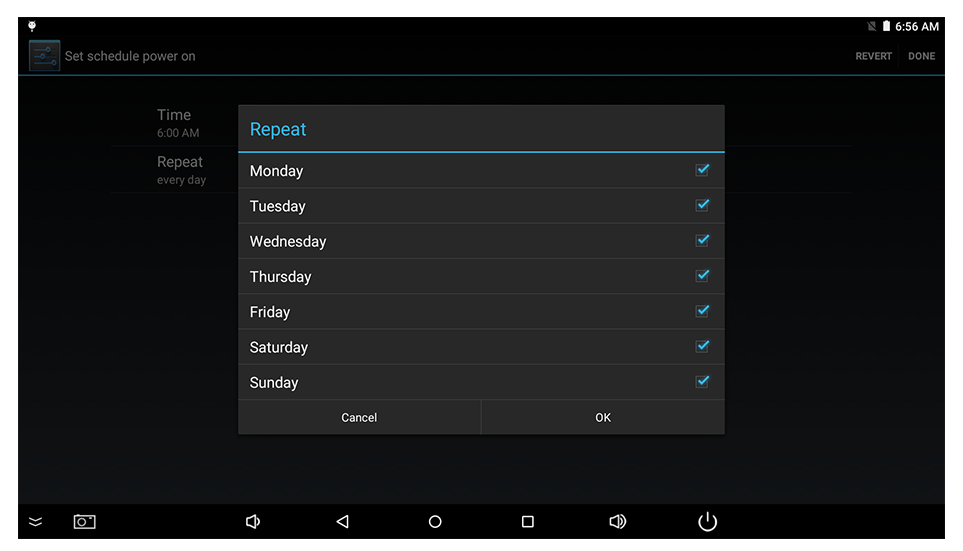 6:56 AM
Set schedule power on
REVERT DONE
Time
6:00 AM
Repeat
every day
Repeat
Monday
Tuesday
Wednesday
Thursday
Friday
Saturday
Sunday
Cancel OK